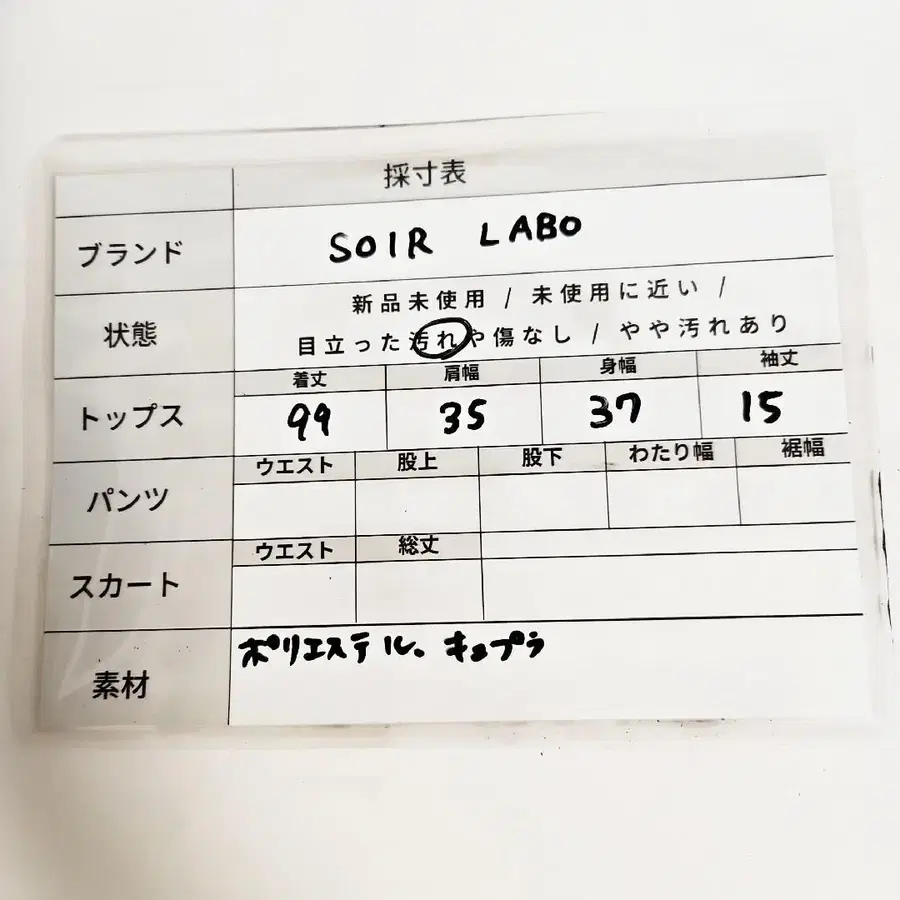 採寸表
ブランド
SOIR LABO
状態
新品未使用 / 未使用に近い /
目立った汚れや傷なし / やや汚れあり
トップス
着丈 肩幅 身幅 袖丈
99 35 37 15
パンツ
ウエスト 股上 股下 わたり幅 裾幅
スカート
ウエスト 総丈
素材
ポリエステル。キュプラ